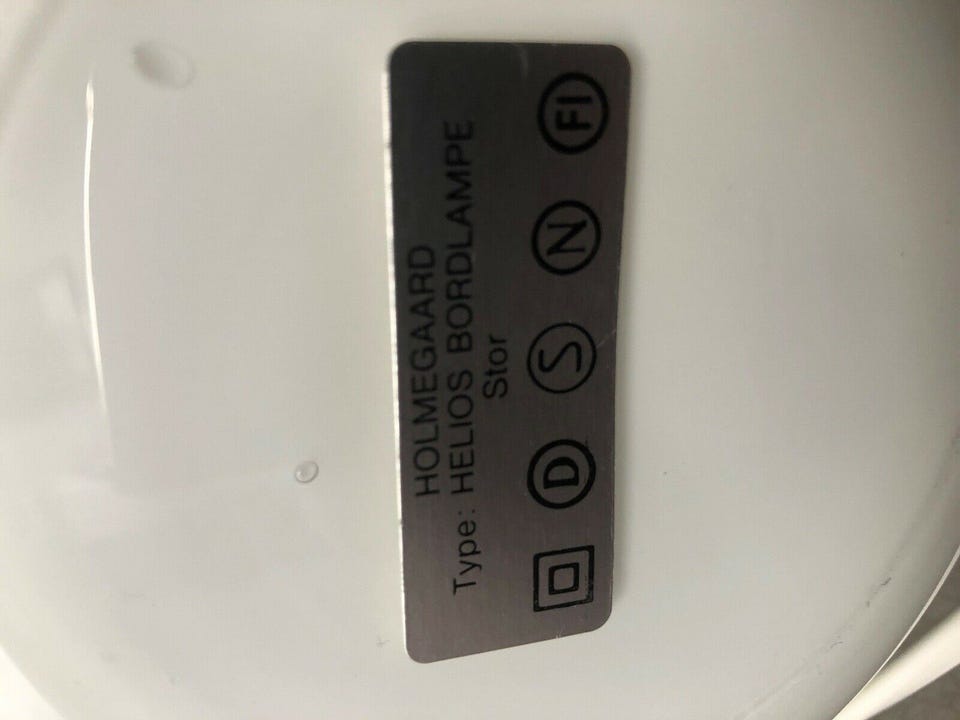 HOLMEGAARD
Type: HELIOS BORDLAMPE
Stor
D S N FI